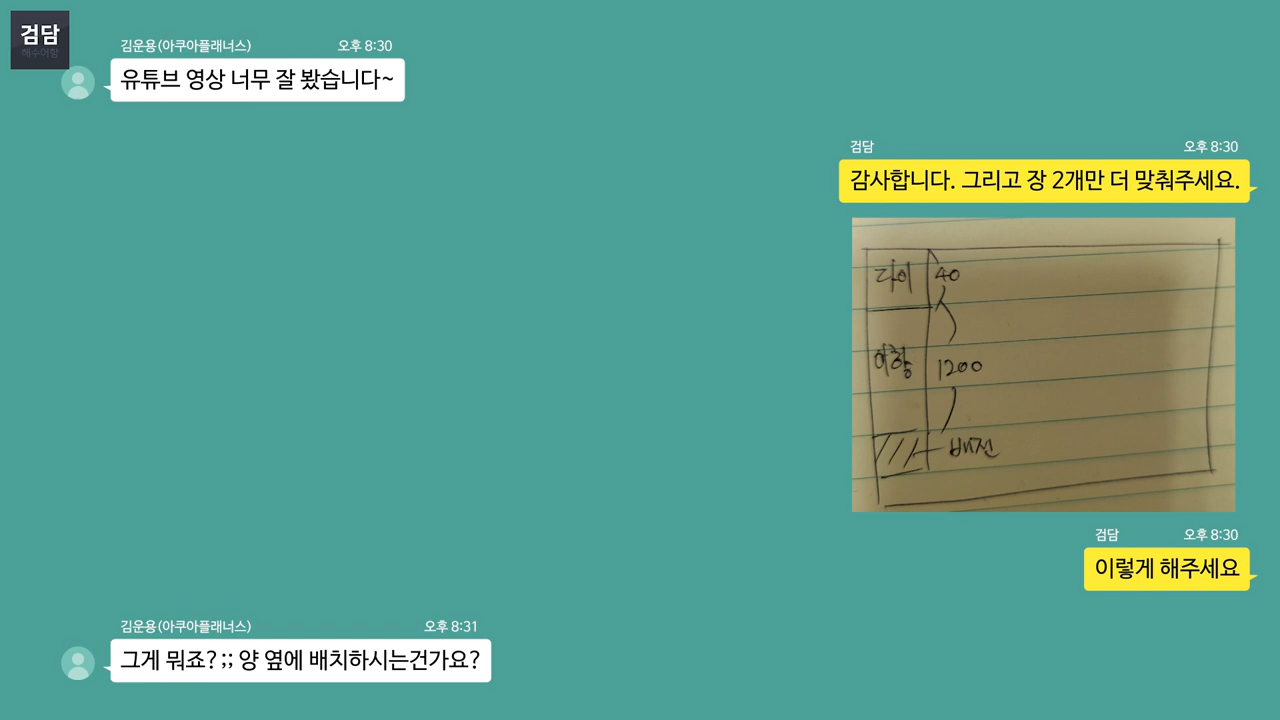 검담
해수어항
김운용(아쿠아플래너스) 오후 8:30
유튜브 영상 너무 잘 봤습니다~
검담 오후 8:30
감사합니다. 그리고 장 2개만 더 맞춰주세요.
다이 40
어항 1200
배전
검담 오후 8:30
이렇게 해주세요
김운용(아쿠아플래너스) 오후 8:31
그게 뭐죠?;; 양 옆에 배치하시는건가요?